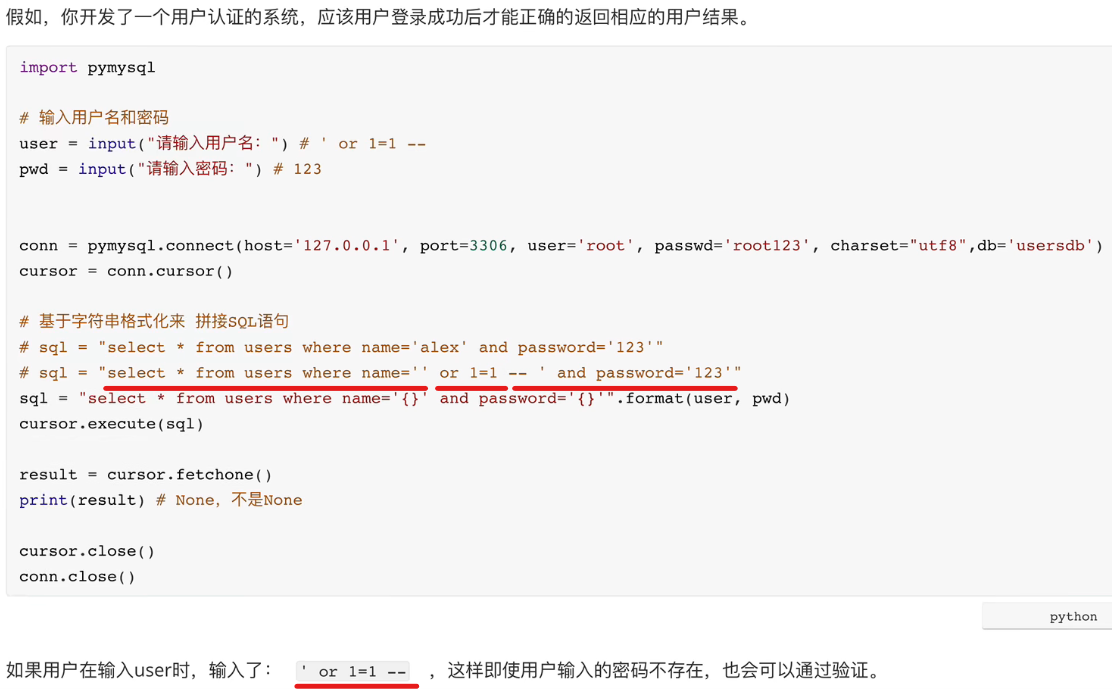 假如，你开发了一个用户认证的系统，应该用户登录成功后才能正确的返回相应的用户结果。
import pymysql
# 输入用户名和密码
user = input("请输入用户名：") # ' or 1=1 --
pwd = input("请输入密码：") # 123
conn = pymysql.connect(host='127.0.0.1', port=3306, user='root', passwd='root123', charset="utf8",db='usersdb')
cursor = conn.cursor()
# 基于字符串格式化来 拼接SQL语句
# sql = "select * from users where name='alex' and password='123'"
# sql = "select * from users where name='' or 1=1 -- ' and password='123'"
sql = "select * from users where name='{}' and password='{}'".format(user, pwd)
cursor.execute(sql)
result = cursor.fetchone()
print(result) # None，不是None
cursor.close()
conn.close()
python
如果用户在输入user时，输入了： ' or 1=1 -- ，这样即使用户输入的密码不存在，也会可以通过验证。